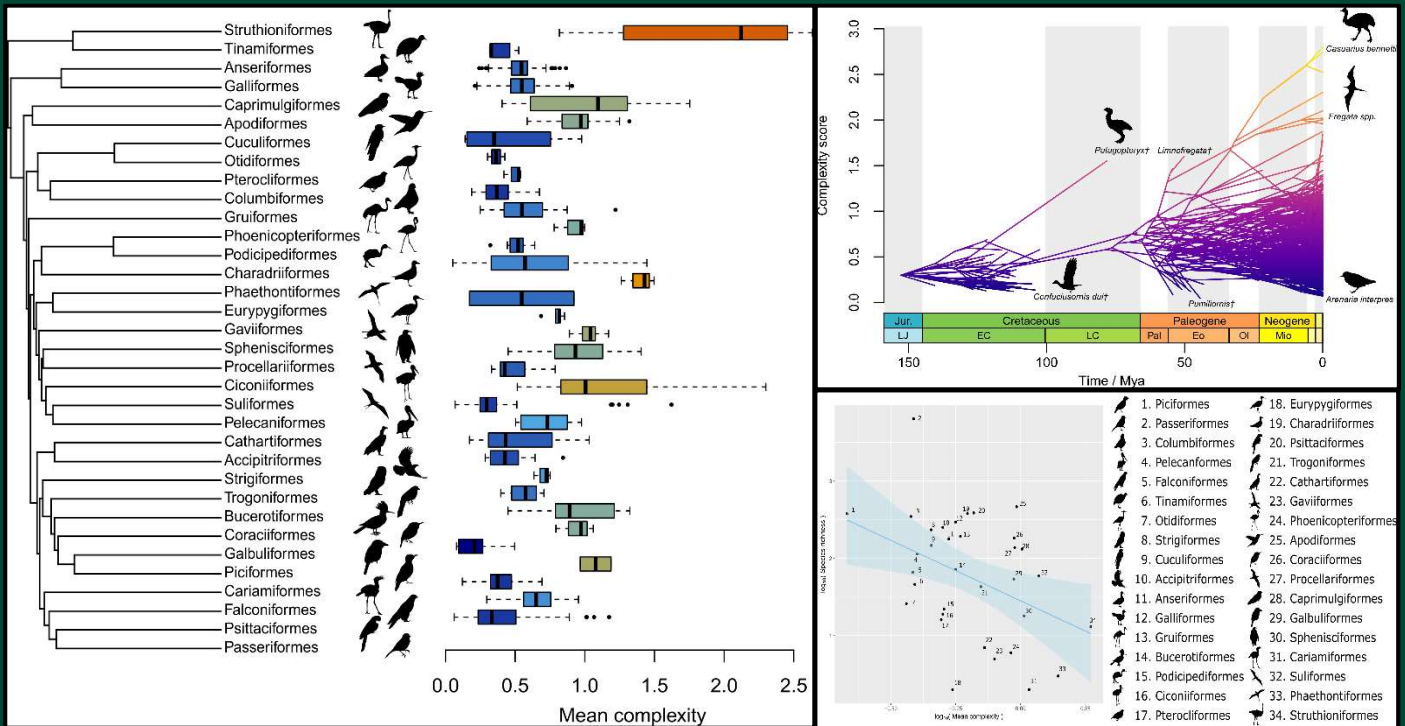 Struthioniformes
Tinamiformes
Anseriformes
Galliformes
Caprimulgiformes
Apodiformes
Cuculiformes
Otidiformes
Pterocliformes
Columbiformes
Gruiformes
Phoenicopteriformes
Podicipediformes
Charadriiformes
Phaethontiformes
Eurypygiformes
Gaviiformes
Sphenisciformes
Procellariiformes
Ciconiiformes
Suliformes
Pelecaniformes
Cathartiformes
Accipitriformes
Strigiformes
Trogoniformes
Bucerotiformes
Coraciiformes
Galbuliformes
Piciformes
Cariamiformes
Falconiformes
Psittaciformes
Passeriformes
0.0 0.5 1.0 1.5 2.0 2.5
Mean complexity
Complexity score
3.0
2.5
2.0
1.5
1.0
0.5
0.0
Casuarius bennetti
Fregata spp.
Limnofregata†
Confuciusornis dui†
Pumiliornis†
Arenaria interpres
Jur. Cretaceous Paleogene Neogene
LJ EC LC Pal Eo Ol Mio
150 100 50 0
Time / Mya
log₁₀( Species richness )
log₁₀( Mean complexity )
1. Piciformes
2. Passeriformes
3. Columbiformes
4. Pelecanformes
5. Falconiformes
6. Tinamiformes
7. Otidiformes
8. Strigiformes
9. Cuculiformes
10. Accipitriformes
11. Anseriformes
12. Galliformes
13. Gruiformes
14. Bucerotiformes
15. Podicipediformes
16. Ciconiiformes
17. Pterocliformes
18. Eurypygiformes
19. Charadriiformes
20. Psittaciformes
21. Trogoniformes
22. Cathartiformes
23. Gaviiformes
24. Phoenicopteriformes
25. Apodiformes
26. Coraciiformes
27. Procellariformes
28. Caprimulgiformes
29. Galbuliformes
30. Sphenisciformes
31. Cariamiformes
32. Suliformes
33. Phaethontiformes
34. Struthioniformes